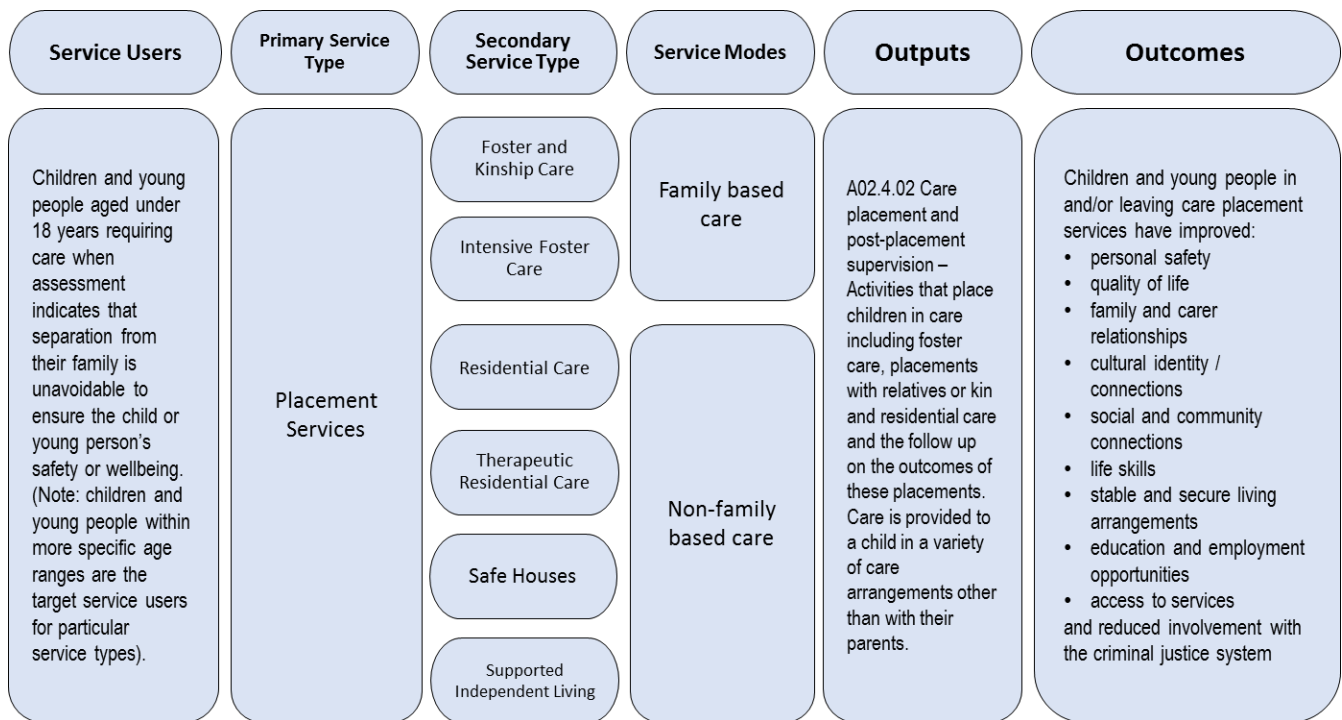 Service Users
Primary Service
Type
Secondary
Service Type
Service Modes
Outputs
Outcomes
Children and young
people aged under
18 years requiring
care when
assessment
indicates that
separation from
their family is
unavoidable to
ensure the child or
young person’s
safety or wellbeing.
(Note: children and
young people within
more specific age
ranges are the
target service users
for particular
service types).
Placement
Services
Foster and
Kinship Care
Intensive Foster
Care
Residential Care
Therapeutic
Residential Care
Safe Houses
Supported
Independent Living
Family based
care
Non-family
based care
A02.4.02 Care
placement and
post-placement
supervision –
Activities that place
children in care
including foster
care, placements
with relatives or kin
and residential care
and the follow up
on the outcomes of
these placements.
Care is provided to
a child in a variety
of care
arrangements other
than with their
parents.
Children and young people in
and/or leaving care placement
services have improved:
• personal safety
• quality of life
• family and carer
relationships
• cultural identity /
connections
• social and community
connections
• life skills
• stable and secure living
arrangements
• education and employment
opportunities
• access to services
and reduced involvement with
the criminal justice system